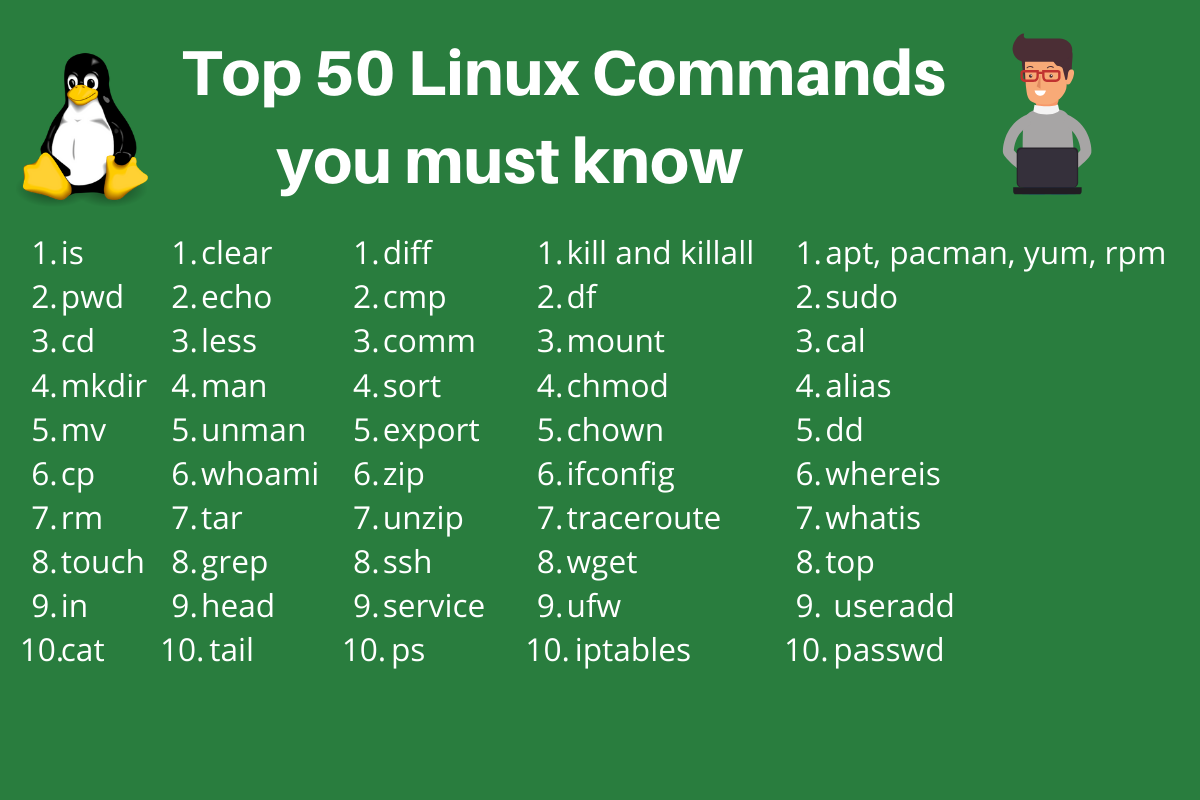 Top 50 Linux Commands
you must know
1. is
2. pwd
3. cd
4. mkdir
5. mv
6. cp
7. rm
8. touch
9. in
10. cat
1. clear
2. echo
3. less
4. man
5. unman
6. whoami
7. tar
8. grep
9. head
10. tail
1. diff
2. cmp
3. comm
4. sort
5. export
6. zip
7. unzip
8. ssh
9. service
10. ps
1. kill and killall
2. df
3. mount
4. chmod
5. chown
6. ifconfig
7. traceroute
8. wget
9. ufw
10. iptables
1. apt, pacman, yum, rpm
2. sudo
3. cal
4. alias
5. dd
6. whereis
7. whatis
8. top
9. useradd
10. passwd